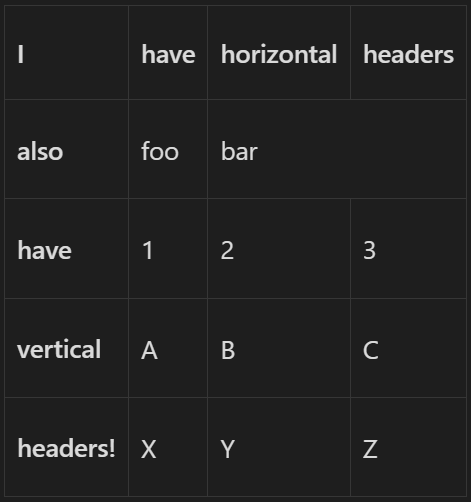 I have horizontal headers
also foo bar
have 1 2 3
vertical A B C
headers! X Y Z